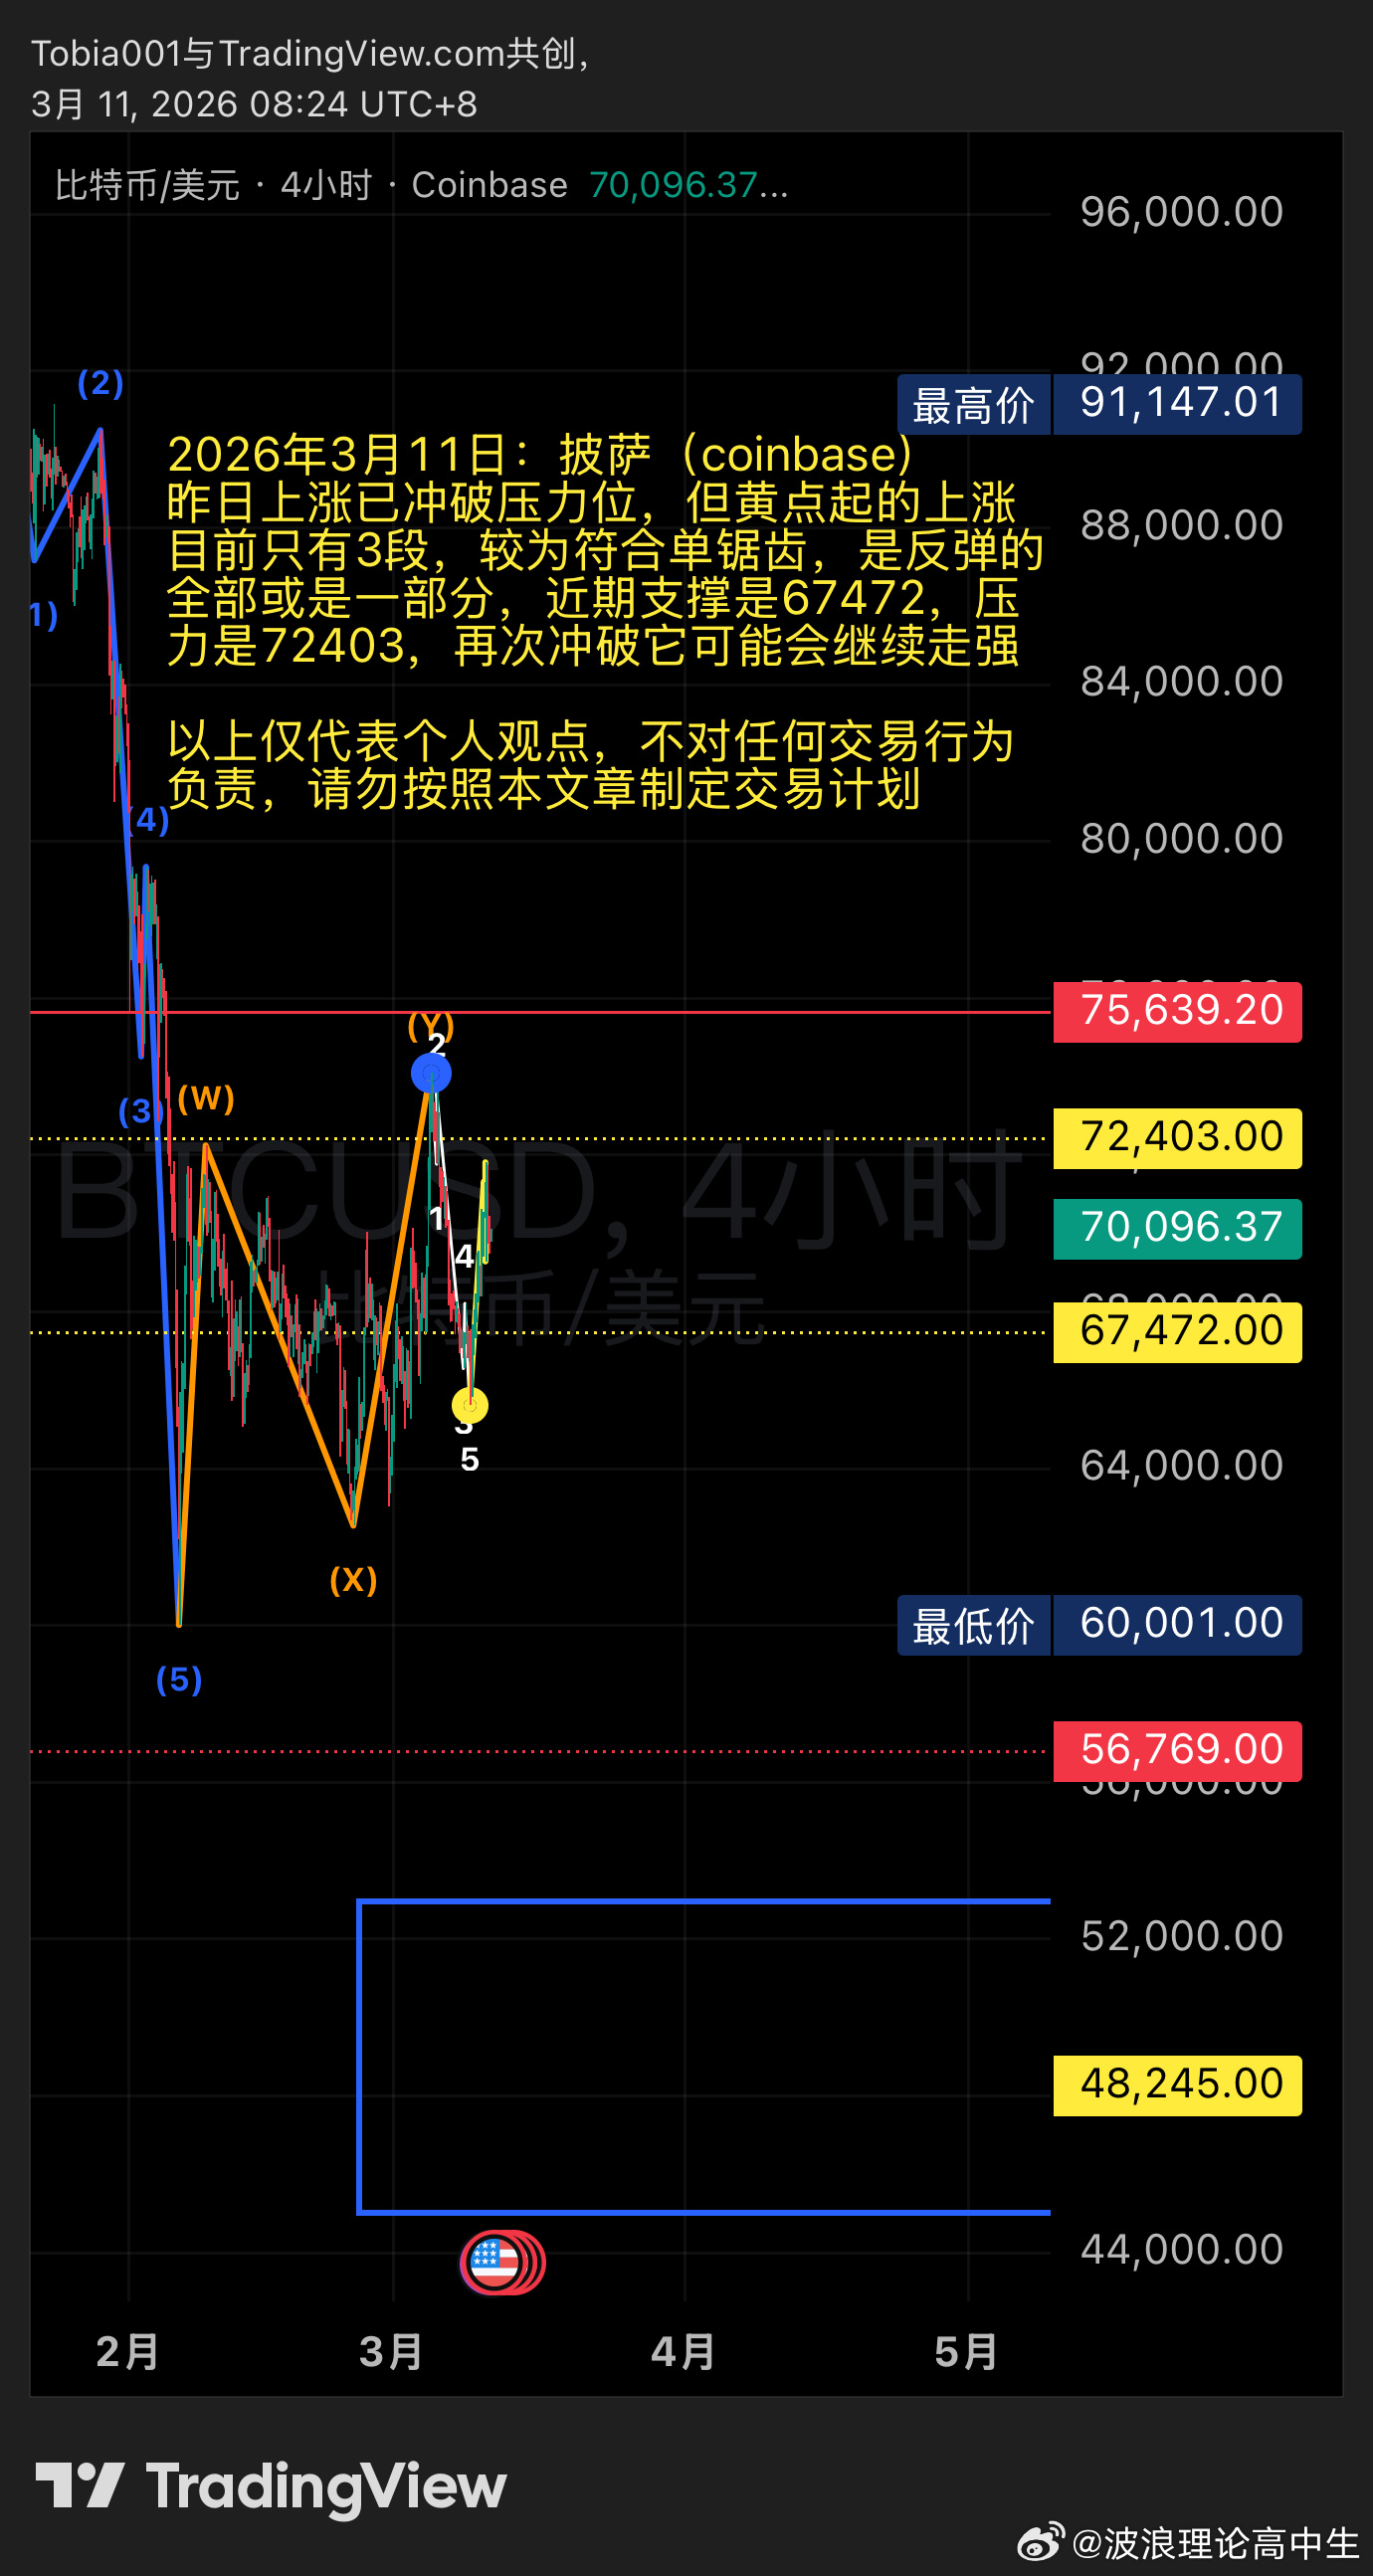 Tobia001与TradingView.com共创，
3月 11, 2026 08:24 UTC+8
比特币/美元 · 4小时 · Coinbase 70,096.37...
96,000.00
92,000.00
最高价 91,147.01
(2)
2026年3月11日：披萨（coinbase）
昨日上涨已冲破压力位，但黄点起的上涨
目前只有3段，较为符合单锯齿，是反弹的
全部或是一部分，近期支撑是67472，压
力是72403，再次冲破它可能会继续走强
88,000.00
1)
84,000.00
以上仅代表个人观点，不对任何交易行为
负责，请勿按照本文章制定交易计划
(4)
80,000.00
75,639.20
(Y)
2
(W)
(3)
72,403.00
BTCUSD, 4小时
比特币/美元
1
4
70,096.37
68,000.00
67,472.00
3
5
64,000.00
(X)
最低价 60,001.00
(5)
56,769.00
56,000.00
52,000.00
48,245.00
44,000.00
2月 3月 4月 5月
TradingView
@波浪理论高中生